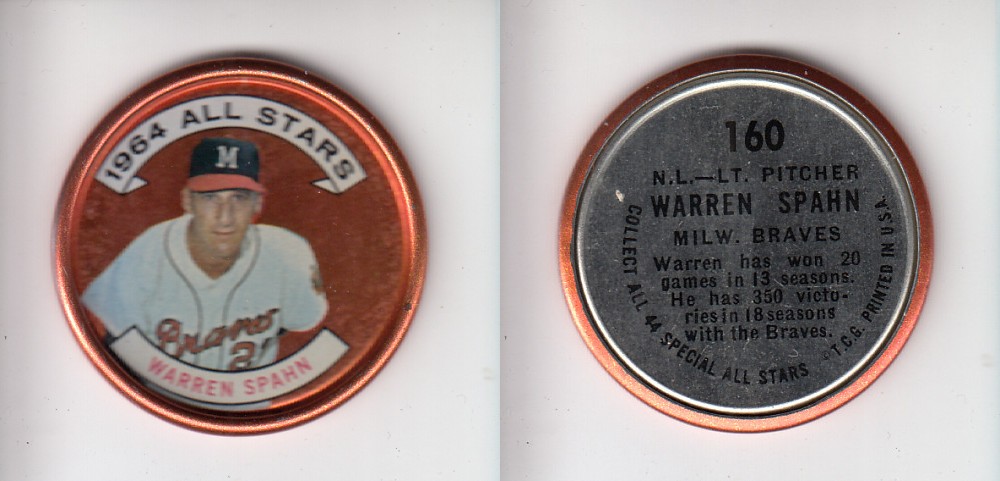 1964 ALL STARS
M
Braves
2
WARREN SPAHN
160
N.L.—LT. PITCHER
WARREN SPAHN
MILW. BRAVES
Warren has won 20
games in 13 seasons.
He has 350 victo-
ries in 18 seasons
with the Braves.
COLLECT ALL 44 SPECIAL ALL STARS
©T.C.G. PRINTED IN U.S.A.